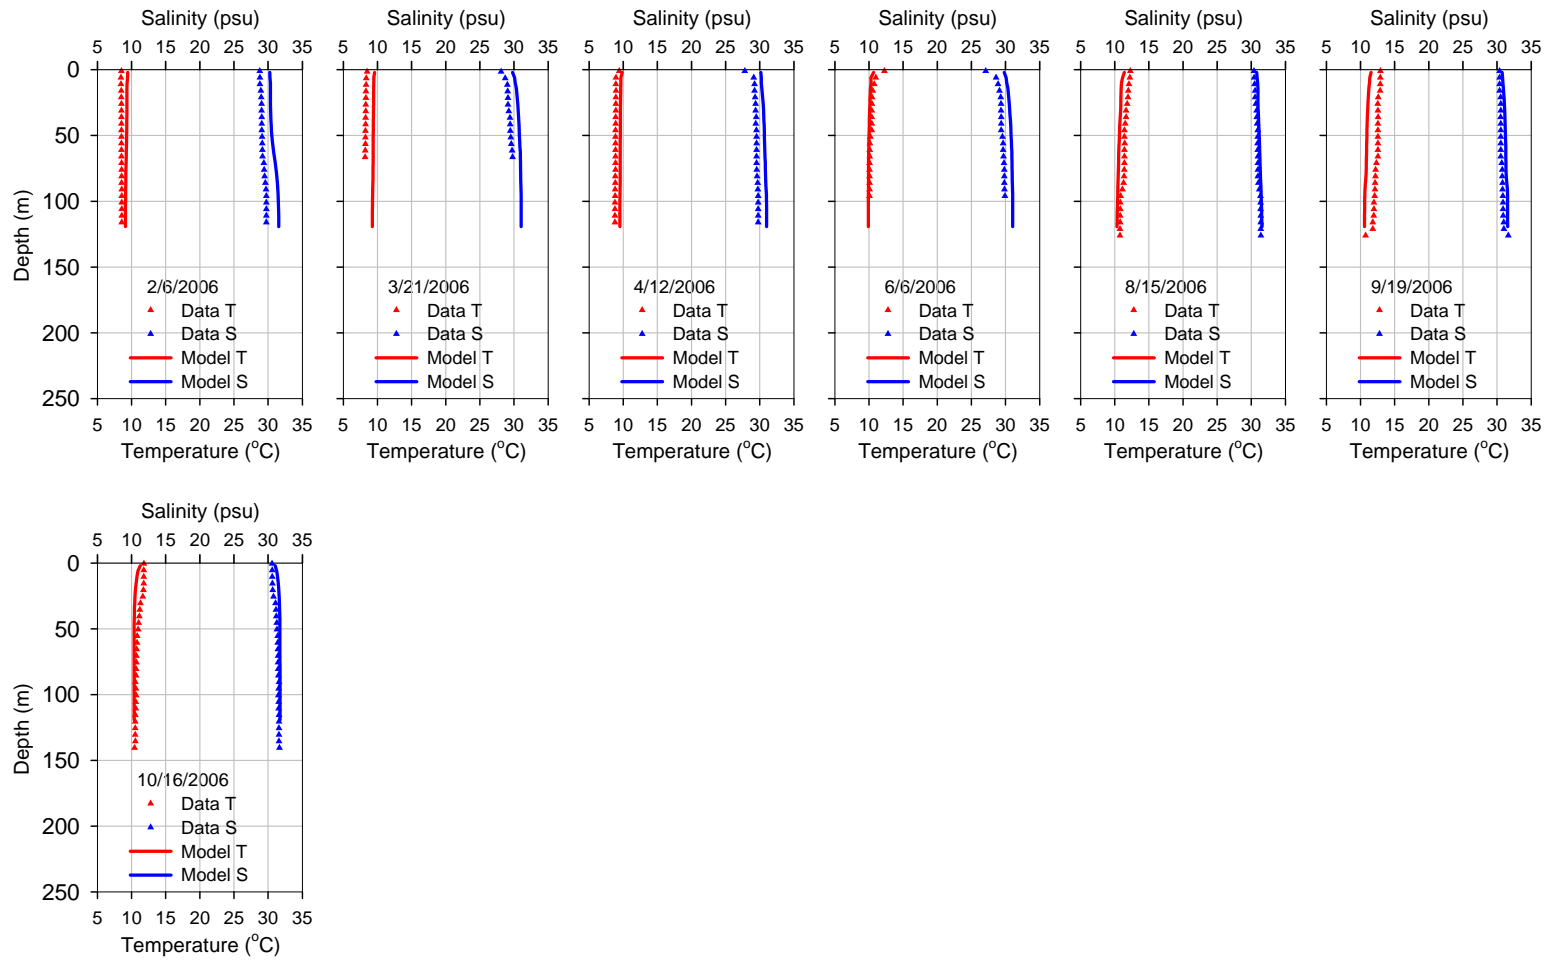 Salinity (psu) Salinity (psu) Salinity (psu) Salinity (psu) Salinity (psu) Salinity (psu)
5 10 15 20 25 30 35 5 10 15 20 25 30 35 5 10 15 20 25 30 35 5 10 15 20 25 30 35 5 10 15 20 25 30 35 5 10 15 20 25 30 35
0
50
100
150
200
250
Depth (m)
2/6/2006 3/21/2006 4/12/2006 6/6/2006 8/15/2006 9/19/2006
Data T Data T Data T Data T Data T Data T
Data S Data S Data S Data S Data S Data S
Model T Model T Model T Model T Model T Model T
Model S Model S Model S Model S Model S Model S
5 10 15 20 25 30 35 5 10 15 20 25 30 35 5 10 15 20 25 30 35 5 10 15 20 25 30 35 5 10 15 20 25 30 35 5 10 15 20 25 30 35
Temperature (°C) Temperature (°C) Temperature (°C) Temperature (°C) Temperature (°C) Temperature (°C)
Salinity (psu)
5 10 15 20 25 30 35
0
50
100
150
200
250
Depth (m)
10/16/2006
Data T
Data S
Model T
Model S
5 10 15 20 25 30 35
Temperature (°C)